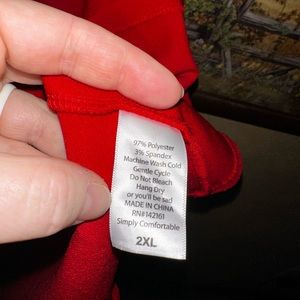 97% Polyester
3% Spandex
Machine Wash Cold
Gentle Cycle
Do Not Bleach
Hang Dry
or you'll be sad
MADE IN CHINA
RN#142161
Simply Comfortable
2XL